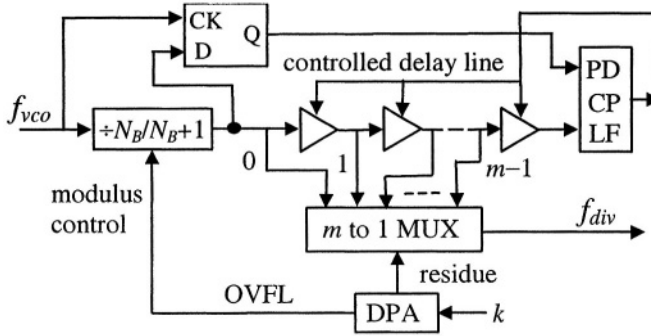 CK
D
Q
controlled delay line
PD
CP
LF
f_vco
÷N_B/N_B+1
0
1
m−1
modulus
control
m to 1 MUX
f_div
residue
OVFL
DPA
k